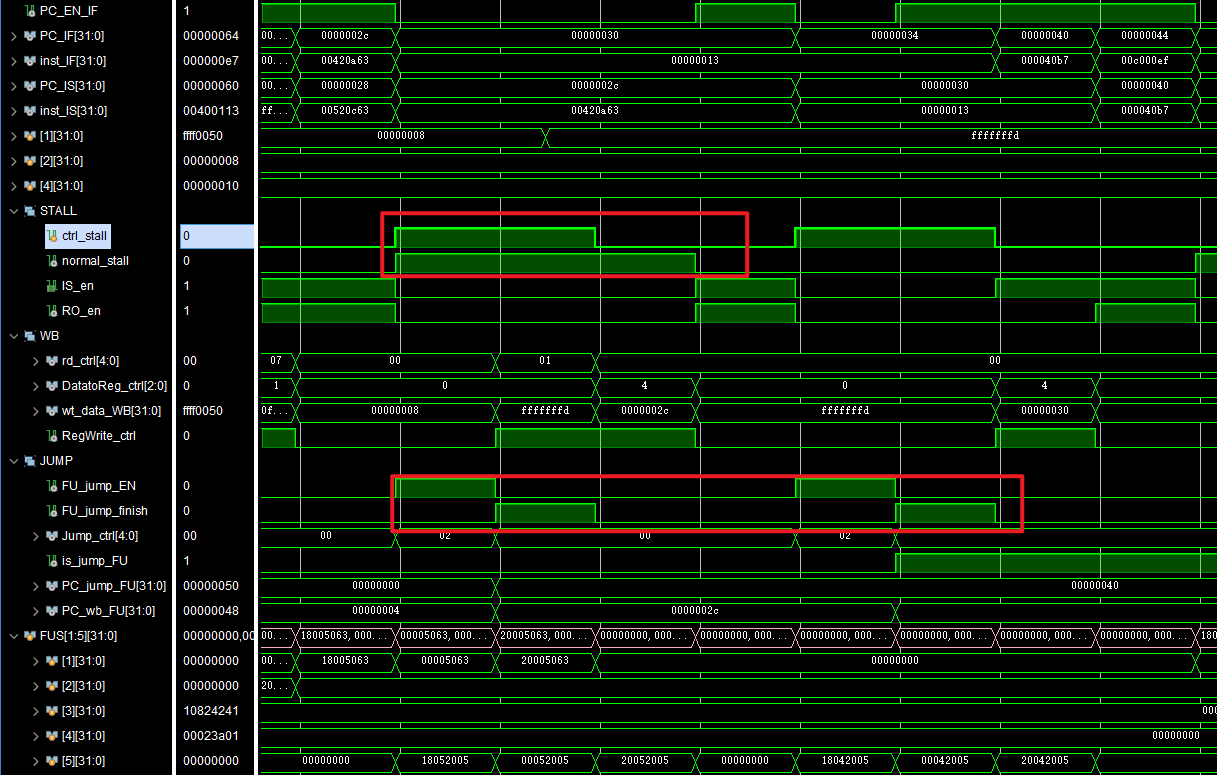 PC_EN_IF 1
PC_IF[31:0] 00000064 00... 0000002c 00000030 00000034 00000040 00000044
inst_IF[31:0] 000000e7 00... 00420a63 00000013 000040b7 00c000ef
PC_IS[31:0] 00000060 00... 00000028 0000002c 00000030 00000040
inst_IS[31:0] 00400113 ff... 00520c63 00420a63 00000013 000040b7
[1][31:0] ffff0050 00000008 fffffffd
[2][31:0] 00000008
[4][31:0] 00000010
STALL
ctrl_stall 0
normal_stall 0
IS_en 1
RO_en 1
WB
rd_ctrl[4:0] 00 07 00 01 00
DatatoReg_ctrl[2:0] 0 1 0 4 0 4
wt_data_WB[31:0] ffff0050 0f... 00000008 fffffffd 0000002c fffffffd 00000030
RegWrite_ctrl 0
JUMP
FU_jump_EN 0
FU_jump_finish 0
Jump_ctrl[4:0] 00 00 02 00 02
is_jump_FU 1
PC_jump_FU[31:0] 00000050 00000000 00000040
PC_wb_FU[31:0] 00000048 00000004 0000002c
FUS[1:5][31:0] 00000000,00 00... 18005063, 000... 00005063, 000... 20005063, 000... 00000000, 000... 00000000, 000... 00000000, 000... 00000000, 000... 00000000, 000... 00000000, 000... 180
[1][31:0] 00000000 00... 18005063 00005063 20005063 00000000
[2][31:0] 00000000 20...
[3][31:0] 10824241 000
[4][31:0] 00023a01 00000000
[5][31:0] 00000000 00000000 18052005 00052005 20052005 00000000 18042005 00042005 20042005